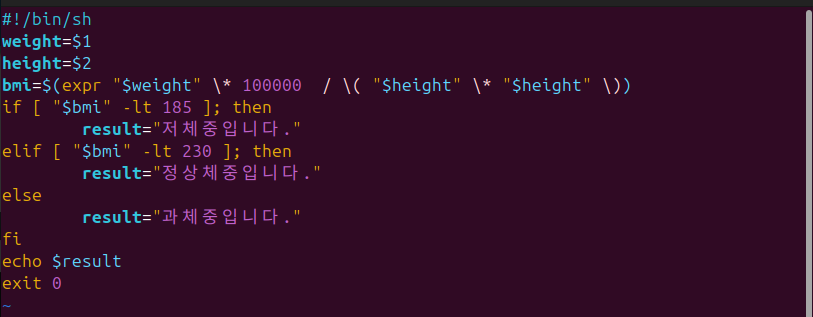 #!/bin/sh
weight=$1
height=$2
bmi=$(expr "$weight" \* 100000  / \( "$height" \* "$height" \))
if [ "$bmi" -lt 185 ]; then
        result="저체중입니다."
elif [ "$bmi" -lt 230 ]; then
        result="정상체중입니다."
else
        result="과체중입니다."
fi
echo $result
exit 0
~